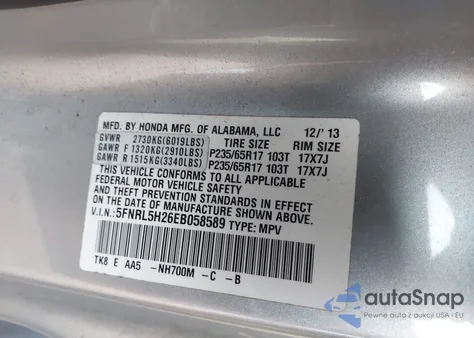 MFD. BY HONDA MFG. OF ALABAMA, LLC 12/'13
GVWR 2730KG(6019LBS) TIRE SIZE RIM SIZE
GAWR F 1320KG(2910LBS) P235/65R17 103T 17X7J
GAWR R 1515KG(3340LBS) P235/65R17 103T 17X7J
THIS VEHICLE CONFORMS TO ALL APPLICABLE
FEDERAL MOTOR VEHICLE SAFETY, BUMPER,
AND THEFT PREVENTION STANDARDS IN EFFECT
ON THE DATE OF MANUFACTURE SHOWN ABOVE.
V.I.N: 5FNRL5H26EB058589 TYPE: MPV
TK8 E AA5 -NH700M -C -B
autoSnap
Pewne auta z aukcji USA i EU